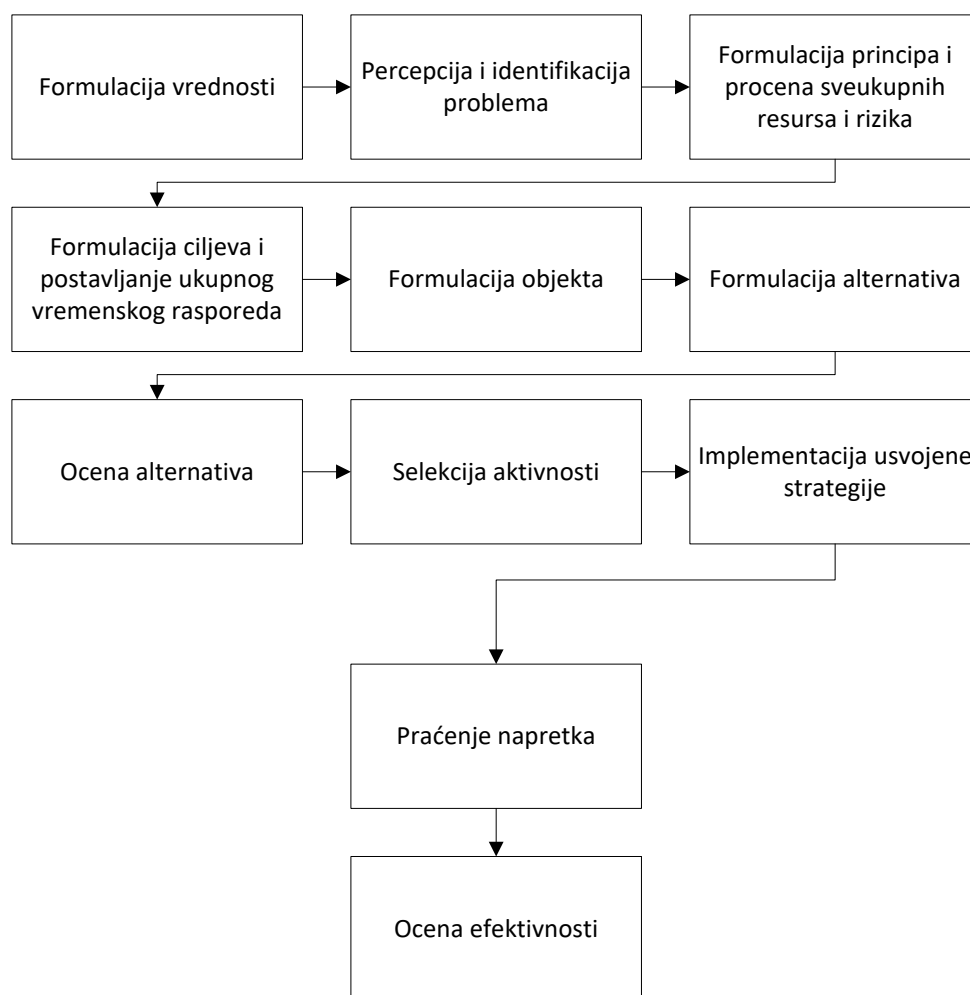 Formulacija vrednosti
Percepcija i identifikacija
problema
Formulacija principa i
procena sveukupnih
resursa i rizika
Formulacija ciljeva i
postavljanje ukupnog
vremenskog rasporeda
Formulacija objekta
Formulacija alternativa
Ocena alternativa
Selekcija aktivnosti
Implementacija usvojene
strategije
Praćenje napretka
Ocena efektivnosti